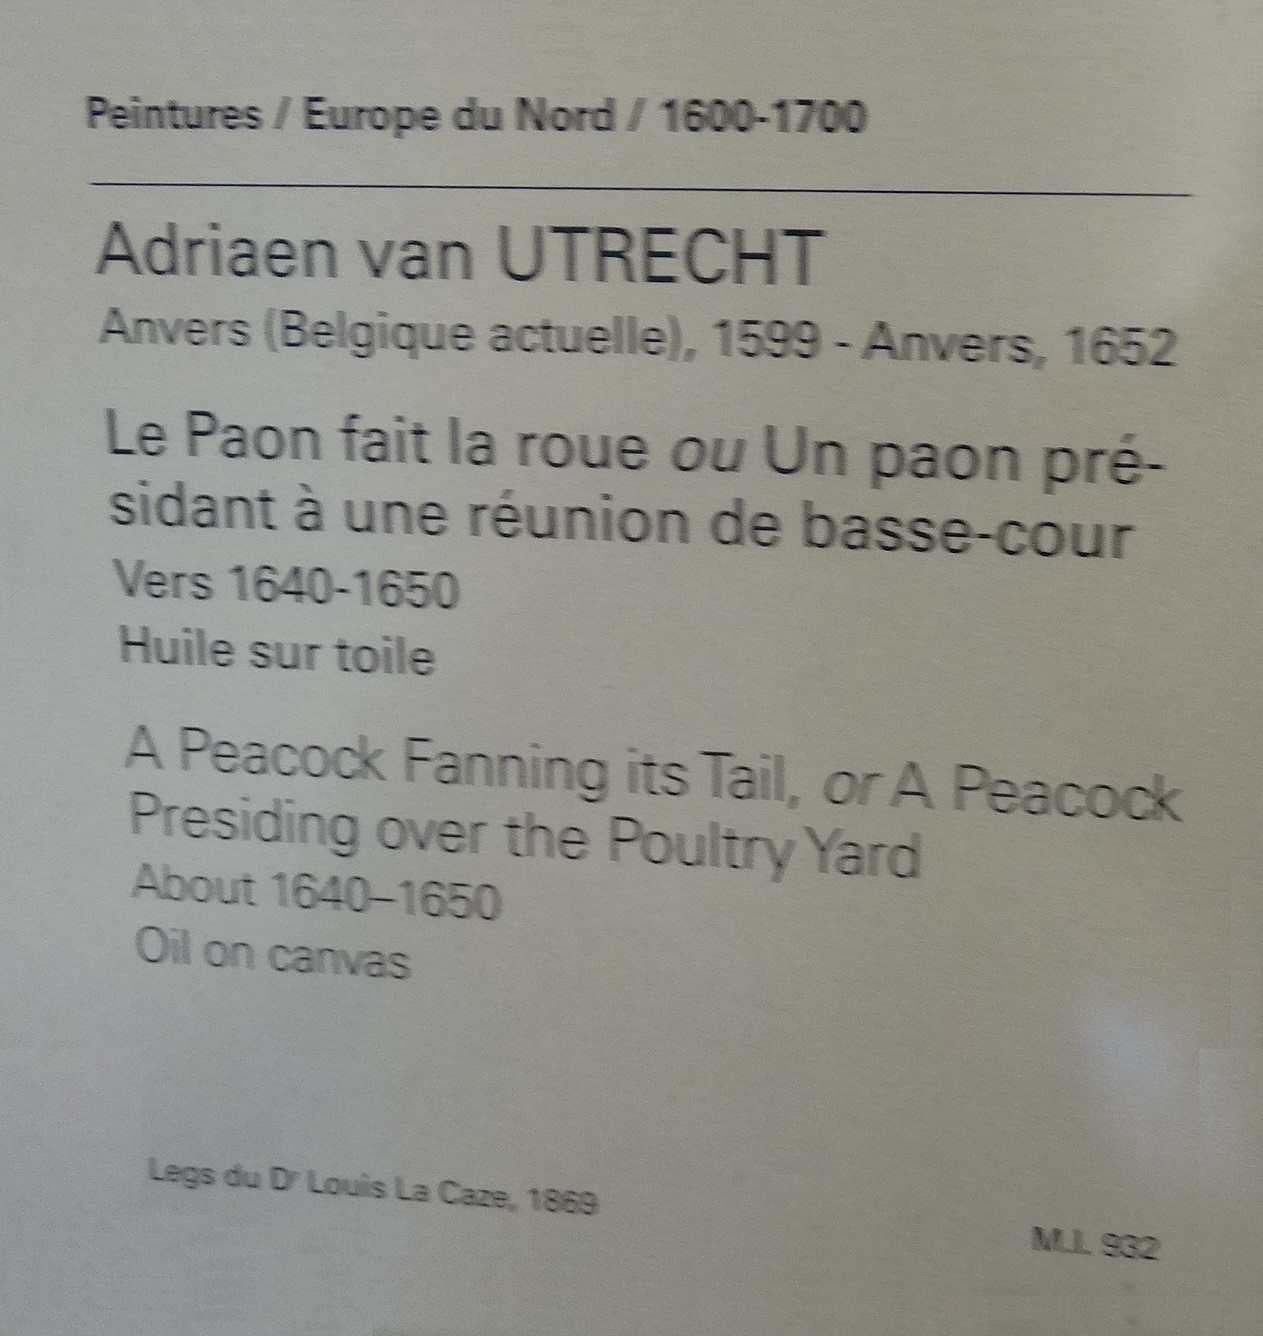 Peintures / Europe du Nord / 1600-1700
Adriaen van UTRECHT
Anvers (Belgique actuelle), 1599 - Anvers, 1652
Le Paon fait la roue ou Un paon pré-
sidant à une réunion de basse-cour
Vers 1640-1650
Huile sur toile
A Peacock Fanning its Tail, or A Peacock
Presiding over the Poultry Yard
About 1640–1650
Oil on canvas
Legs du Dr Louis La Caze, 1869
M.I. 932